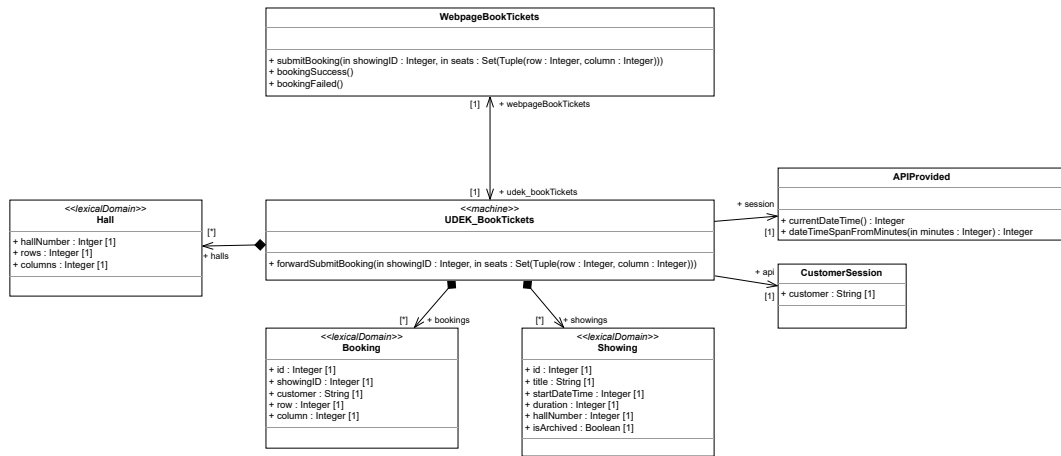 WebpageBookTickets
+ submitBooking(in showingID : Integer, in seats : Set(Tuple(row : Integer, column : Integer)))
+ bookingSuccess()
+ bookingFailed()
[1] + webpageBookTickets
[1] + udek_bookTickets
<<lexicalDomain>>
Hall
+ hallNumber : Intger [1]
+ rows : Integer [1]
+ columns : Integer [1]
[*]
+ halls
<<machine>>
UDEK_BookTickets
+ forwardSubmitBooking(in showingID : Integer, in seats : Set(Tuple(row : Integer, column : Integer)))
+ session
[1]
APIProvided
+ currentDateTime() : Integer
+ dateTimeSpanFromMinutes(in minutes : Integer) : Integer
+ api
[1]
CustomerSession
+ customer : String [1]
[*] + bookings
<<lexicalDomain>>
Booking
+ id : Integer [1]
+ showingID : Integer [1]
+ customer : String [1]
+ row : Integer [1]
+ column : Integer [1]
[*] + showings
<<lexicalDomain>>
Showing
+ id : Integer [1]
+ title : String [1]
+ startDateTime : Integer [1]
+ duration : Integer [1]
+ hallNumber : Integer [1]
+ isArchived : Boolean [1]